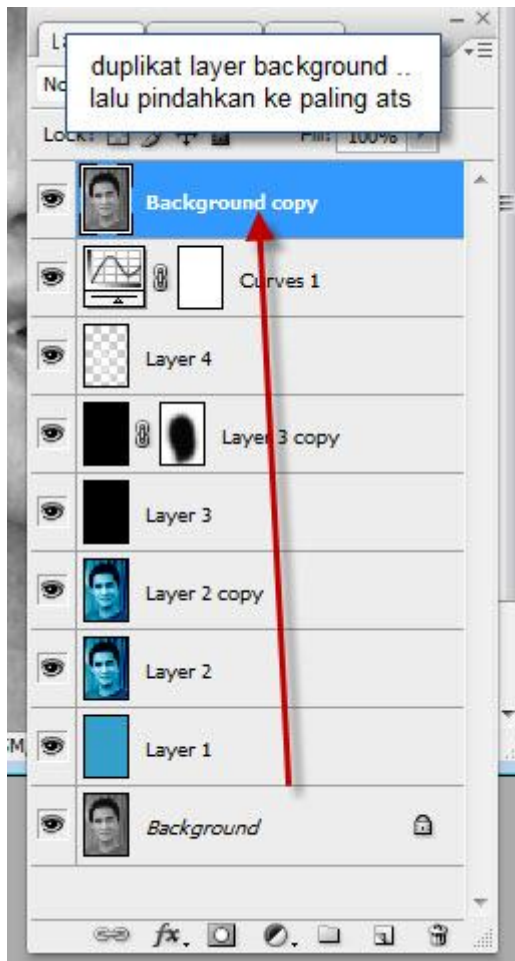 duplikat layer background ..
lalu pindahkan ke paling ats
Fill: 100%
Background copy
Curves 1
Layer 4
Layer 3 copy
Layer 3
Layer 2 copy
Layer 2
Layer 1
Background
fx.